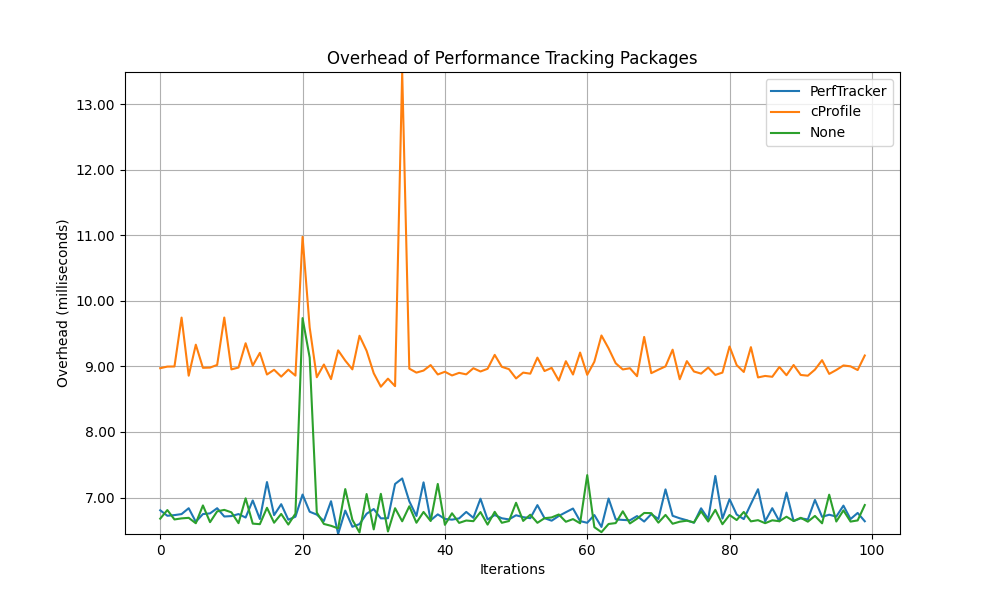 Overhead of Performance Tracking Packages
PerfTracker
cProfile
None
Overhead (milliseconds)
13.00
12.00
11.00
10.00
9.00
8.00
7.00
0
20
40
60
80
100
Iterations